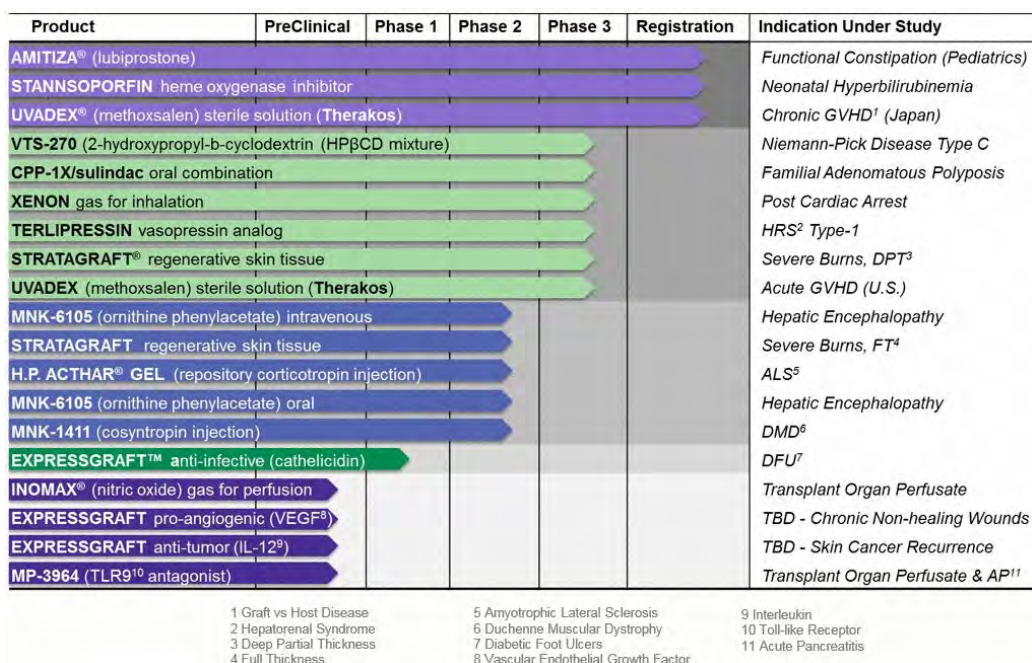 Product PreClinical Phase 1 Phase 2 Phase 3 Registration Indication Under Study
AMITIZA® (lubiprostone) Functional Constipation (Pediatrics)
STANNSOPORFIN heme oxygenase inhibitor Neonatal Hyperbilirubinemia
UVADEX® (methoxsalen) sterile solution (Therakos) Chronic GVHD¹ (Japan)
VTS-270 (2-hydroxypropyl-b-cyclodextrin (HPβCD mixture) Niemann-Pick Disease Type C
CPP-1X/sulindac oral combination Familial Adenomatous Polyposis
XENON gas for inhalation Post Cardiac Arrest
TERLIPRESSIN vasopressin analog HRS² Type-1
STRATAGRAFT® regenerative skin tissue Severe Burns, DPT³
UVADEX (methoxsalen) sterile solution (Therakos) Acute GVHD (U.S.)
MNK-6105 (ornithine phenylacetate) intravenous Hepatic Encephalopathy
STRATAGRAFT regenerative skin tissue Severe Burns, FT⁴
H.P. ACTHAR® GEL (repository corticotropin injection) ALS⁵
MNK-6105 (ornithine phenylacetate) oral Hepatic Encephalopathy
MNK-1411 (cosyntropin injection) DMD⁶
EXPRESSGRAFT™ anti-infective (cathelicidin) DFU⁷
INOMAX® (nitric oxide) gas for perfusion Transplant Organ Perfusate
EXPRESSGRAFT pro-angiogenic (VEGF⁸) TBD - Chronic Non-healing Wounds
EXPRESSGRAFT anti-tumor (IL-12⁹) TBD - Skin Cancer Recurrence
MP-3964 (TLR9¹⁰ antagonist) Transplant Organ Perfusate & AP¹¹
1 Graft vs Host Disease 5 Amyotrophic Lateral Sclerosis 9 Interleukin
2 Hepatorenal Syndrome 6 Duchenne Muscular Dystrophy 10 Toll-like Receptor
3 Deep Partial Thickness 7 Diabetic Foot Ulcers 11 Acute Pancreatitis
4 Full Thickness 8 Vascular Endothelial Growth Factor